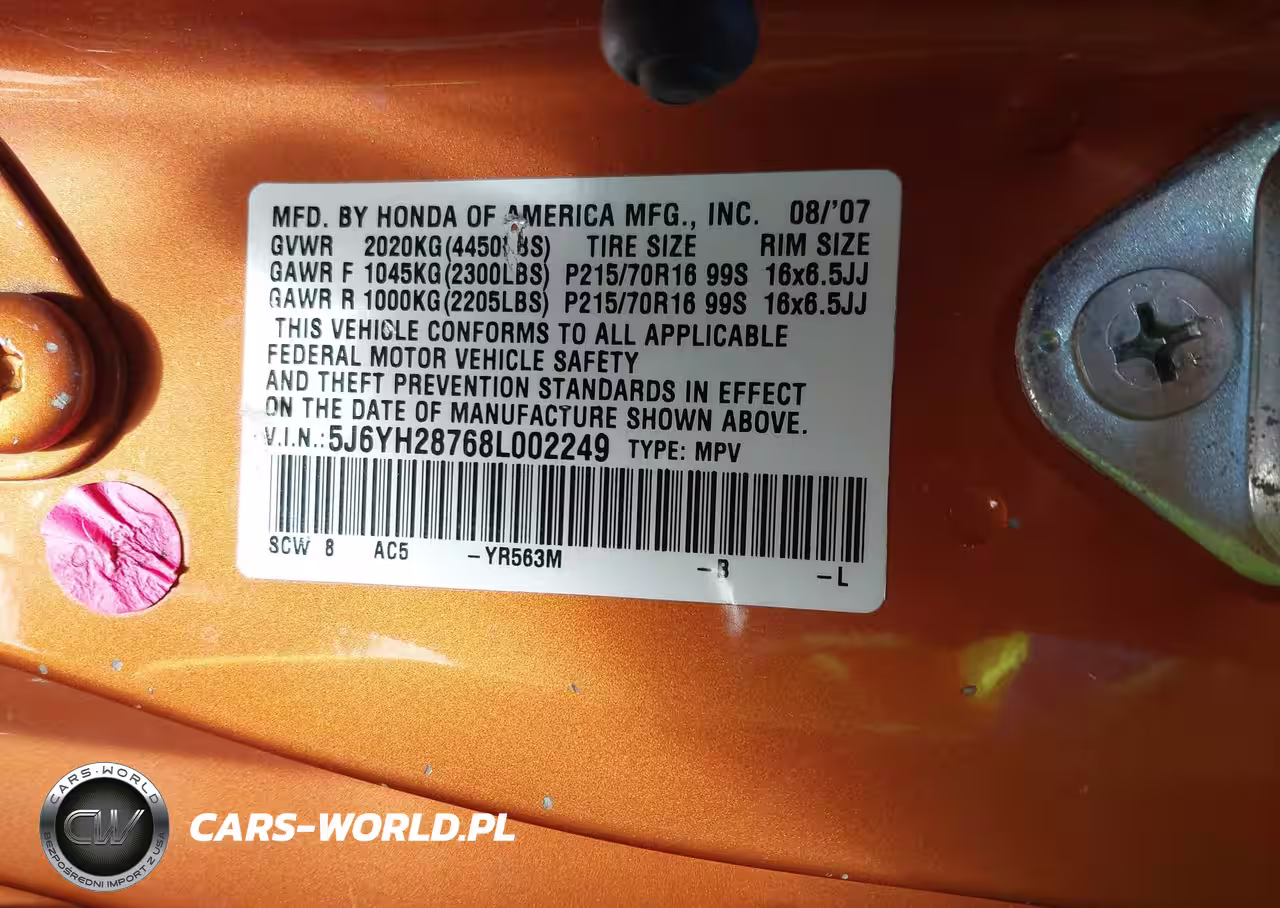 MFD. BY HONDA OF AMERICA MFG., INC. 08/'07
GVWR 2020KG(4450LBS) TIRE SIZE RIM SIZE
GAWR F 1045KG(2300LBS) P215/70R16 99S 16x6.5JJ
GAWR R 1000KG(2205LBS) P215/70R16 99S 16x6.5JJ
THIS VEHICLE CONFORMS TO ALL APPLICABLE
FEDERAL MOTOR VEHICLE SAFETY
AND THEFT PREVENTION STANDARDS IN EFFECT
ON THE DATE OF MANUFACTURE SHOWN ABOVE.
V.I.N.: 5J6YH28768L002249 TYPE: MPV
SCW 8 AC5 -YR563M -B -L
CARS-WORLD
CW
BEZPOŚREDNI IMPORT Z USA
CARS-WORLD.PL